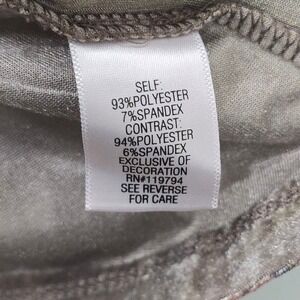 SELF:
93%POLYESTER
7%SPANDEX
CONTRAST:
94%POLYESTER
6%SPANDEX
EXCLUSIVE OF
DECORATION
RN#119794
SEE REVERSE
FOR CARE